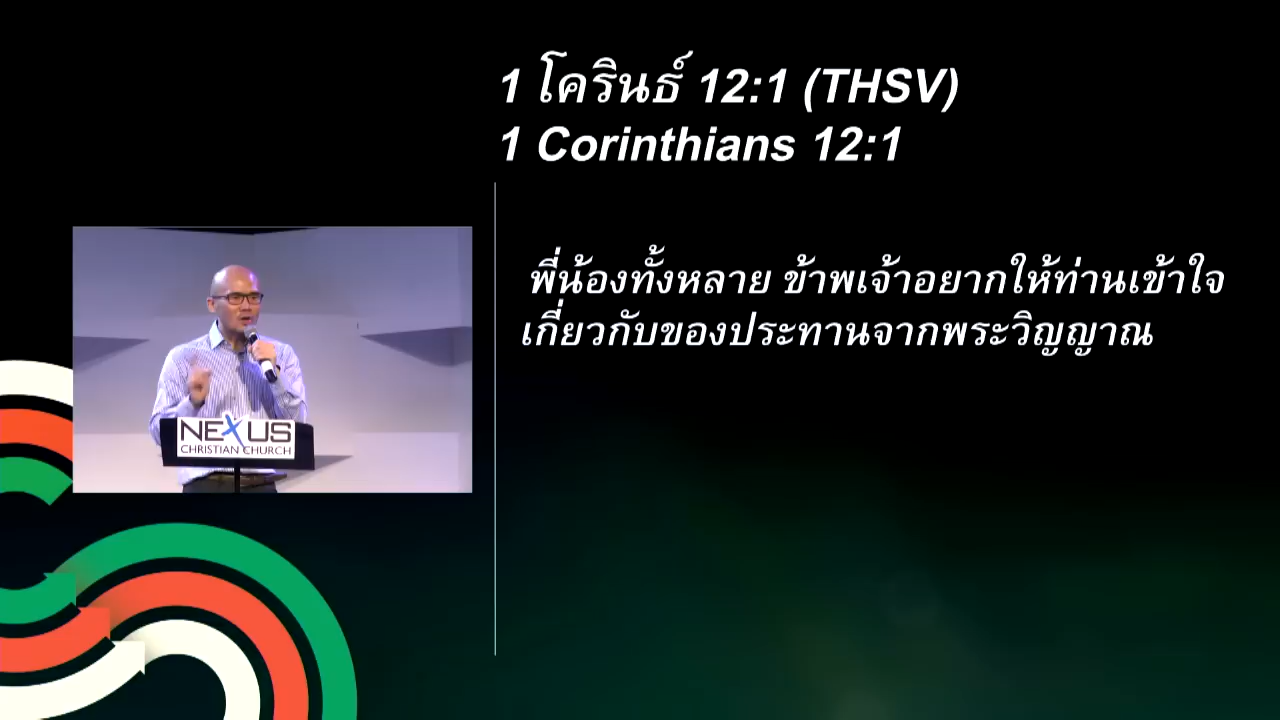 1 โครินธ์ 12:1 (THSV)
1 Corinthians 12:1
พี่น้องทั้งหลาย ข้าพเจ้าอยากให้ท่านเข้าใจ
เกี่ยวกับของประทานจากพระวิญญาณ
NEXUS
CHRISTIAN CHURCH